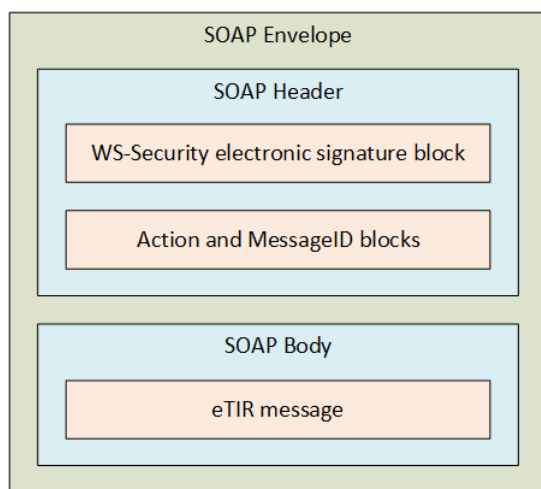 SOAP Envelope
SOAP Header
WS-Security electronic signature block
Action and MessageID blocks
SOAP Body
eTIR message